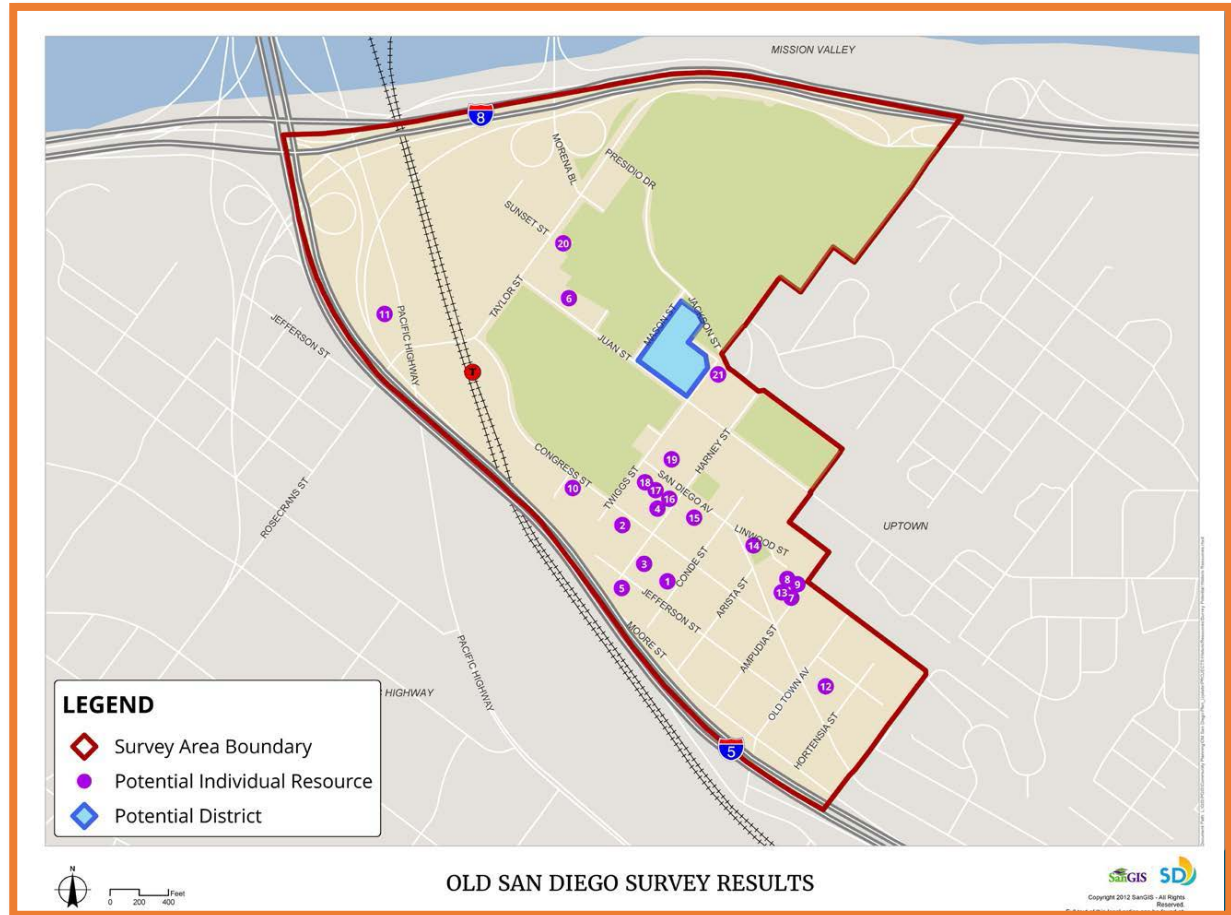 MISSION VALLEY
8
MORENA BL
PRESIDIO DR
SUNSET ST
20
TAYLOR ST
6
11
PACIFIC HIGHWAY
JEFFERSON ST
MASON ST
JACKSON ST
JUAN ST
T
21
HARNEY ST
CONGRESS ST
10
TWIGGS ST
19
SAN DIEGO AV
18
17
16
4
15
2
ROSECRANS ST
LINWOOD ST
14
UPTOWN
3
1
CONDE ST
5
JEFFERSON ST
ARISTA ST
8
9
13
7
MOORE ST
AMPUDIA ST
PACIFIC HIGHWAY
12
OLD TOWN AV
HORTENSIA ST
HIGHWAY
5
LEGEND
Survey Area Boundary
Potential Individual Resource
Potential District
N
0 200 400
Feet
OLD SAN DIEGO SURVEY RESULTS
SanGIS SD
Copyright 2012 SanGIS - All Rights
Reserved.